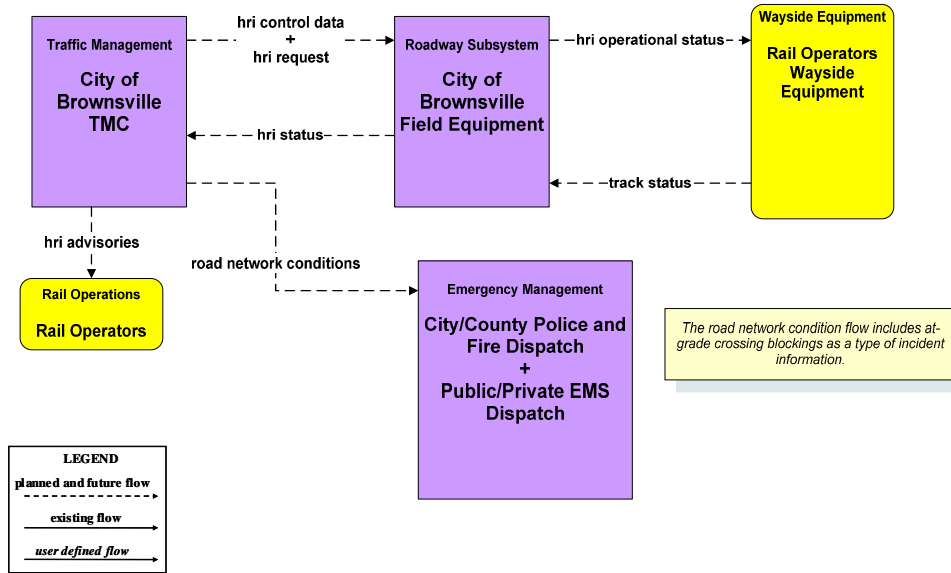 Traffic Management
City of
Brownsville
TMC
hri control data
+
hri request
Roadway Subsystem
City of
Brownsville
Field Equipment
hri operational status
Wayside Equipment
Rail Operators
Wayside
Equipment
hri status
track status
hri advisories
road network conditions
Rail Operations
Rail Operators
Emergency Management
City/County Police and
Fire Dispatch
+
Public/Private EMS
Dispatch
The road network condition flow includes at-
grade crossing blockings as a type of incident
information.
LEGEND
planned and future flow
existing flow
user defined flow